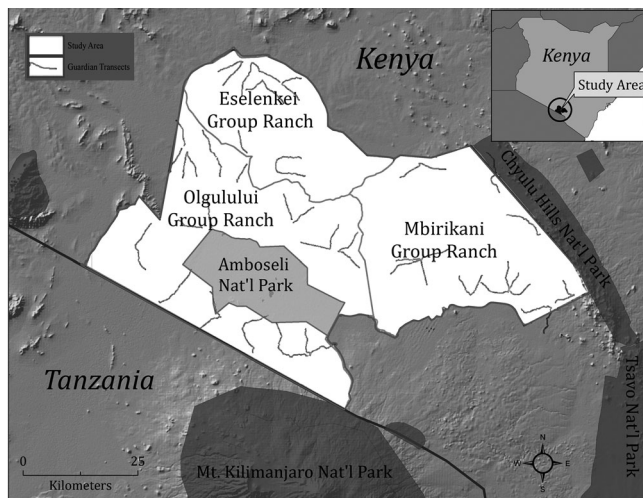 Study Area
Guardian Transects
Kenya
Kenya
Study Area
Eselenkei
Group Ranch
Olgululul
Group Ranch
Mbirikani
Group Ranch
Chyulu Hills Nat'l Park
Amboseli
Nat'l Park
Tanzania
Tsavo Nat'l Park
Mt. Kilimanjaro Nat'l Park
0
25
Kilometers
N
W
E
S